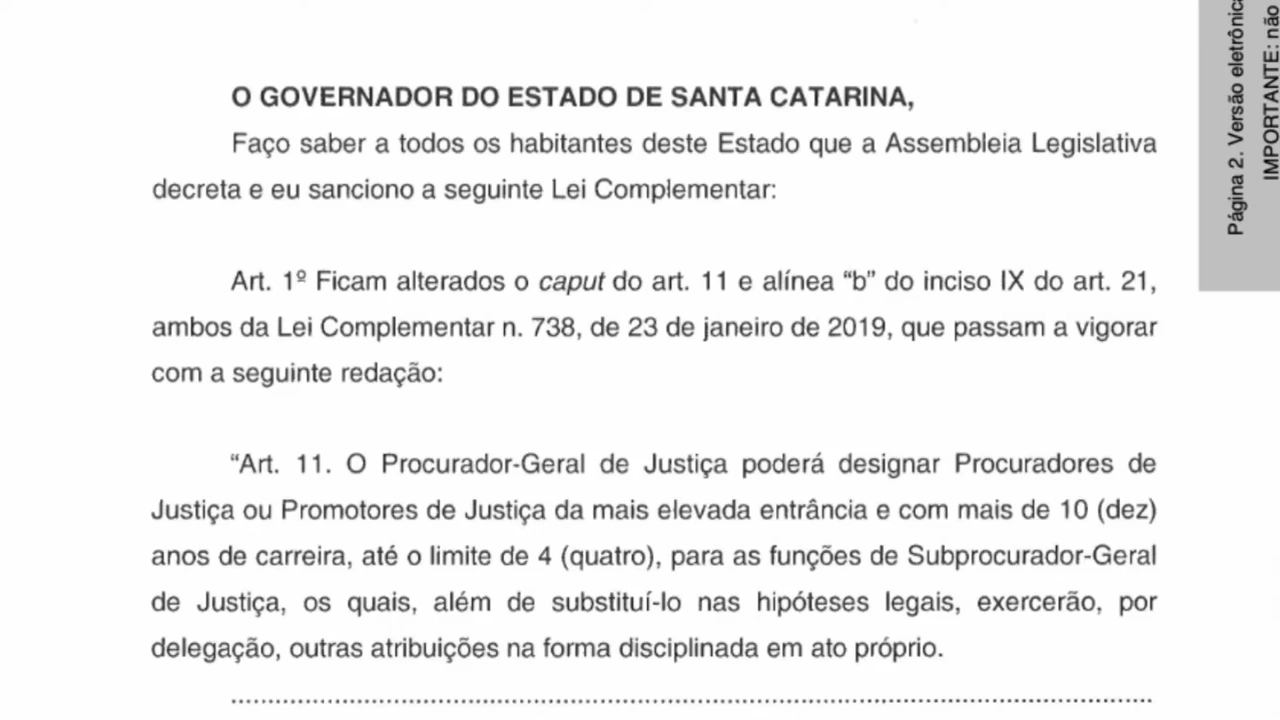 O GOVERNADOR DO ESTADO DE SANTA CATARINA,
Faço saber a todos os habitantes deste Estado que a Assembleia Legislativa
decreta e eu sanciono a seguinte Lei Complementar:
Art. 1º Ficam alterados o caput do art. 11 e alínea “b” do inciso IX do art. 21,
ambos da Lei Complementar n. 738, de 23 de janeiro de 2019, que passam a vigorar
com a seguinte redação:
“Art. 11. O Procurador-Geral de Justiça poderá designar Procuradores de
Justiça ou Promotores de Justiça da mais elevada entrância e com mais de 10 (dez)
anos de carreira, até o limite de 4 (quatro), para as funções de Subprocurador-Geral
de Justiça, os quais, além de substituí-lo nas hipóteses legais, exercerão, por
delegação, outras atribuições na forma disciplinada em ato próprio.
................................................................................
Página 2. Versão eletrônica
IMPORTANTE: não